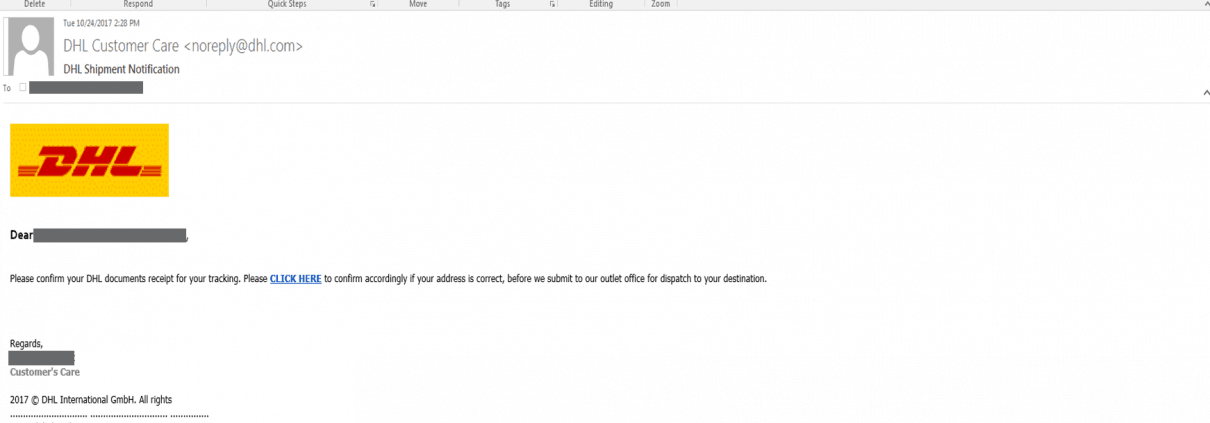 Delete Respond Quick Steps Move Tags Editing Zoom
Tue 10/24/2017 2:28 PM
DHL Customer Care <noreply@dhl.com>
DHL Shipment Notification
To
DHL
Dear ,
Please confirm your DHL documents receipt for your tracking. Please CLICK HERE to confirm accordingly if your address is correct, before we submit to our outlet office for dispatch to your destination.
Regards,
Customer's Care
2017 © DHL International GmbH. All rights